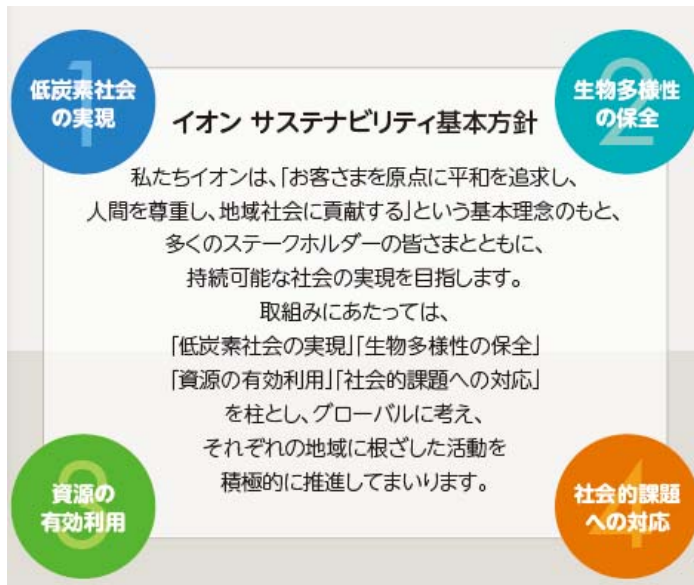 1
低炭素社会
の実現
2
生物多様性
の保全
イオン サステナビリティ基本方針
私たちイオンは、「お客さまを原点に平和を追求し、
人間を尊重し、地域社会に貢献する」という基本理念のもと、
多くのステークホルダーの皆さまとともに、
持続可能な社会の実現を目指します。
取組みにあたっては、
「低炭素社会の実現」「生物多様性の保全」
「資源の有効利用」「社会的課題への対応」
を柱とし、グローバルに考え、
それぞれの地域に根ざした活動を
積極的に推進してまいります。
3
資源の
有効利用
4
社会的課題
への対応